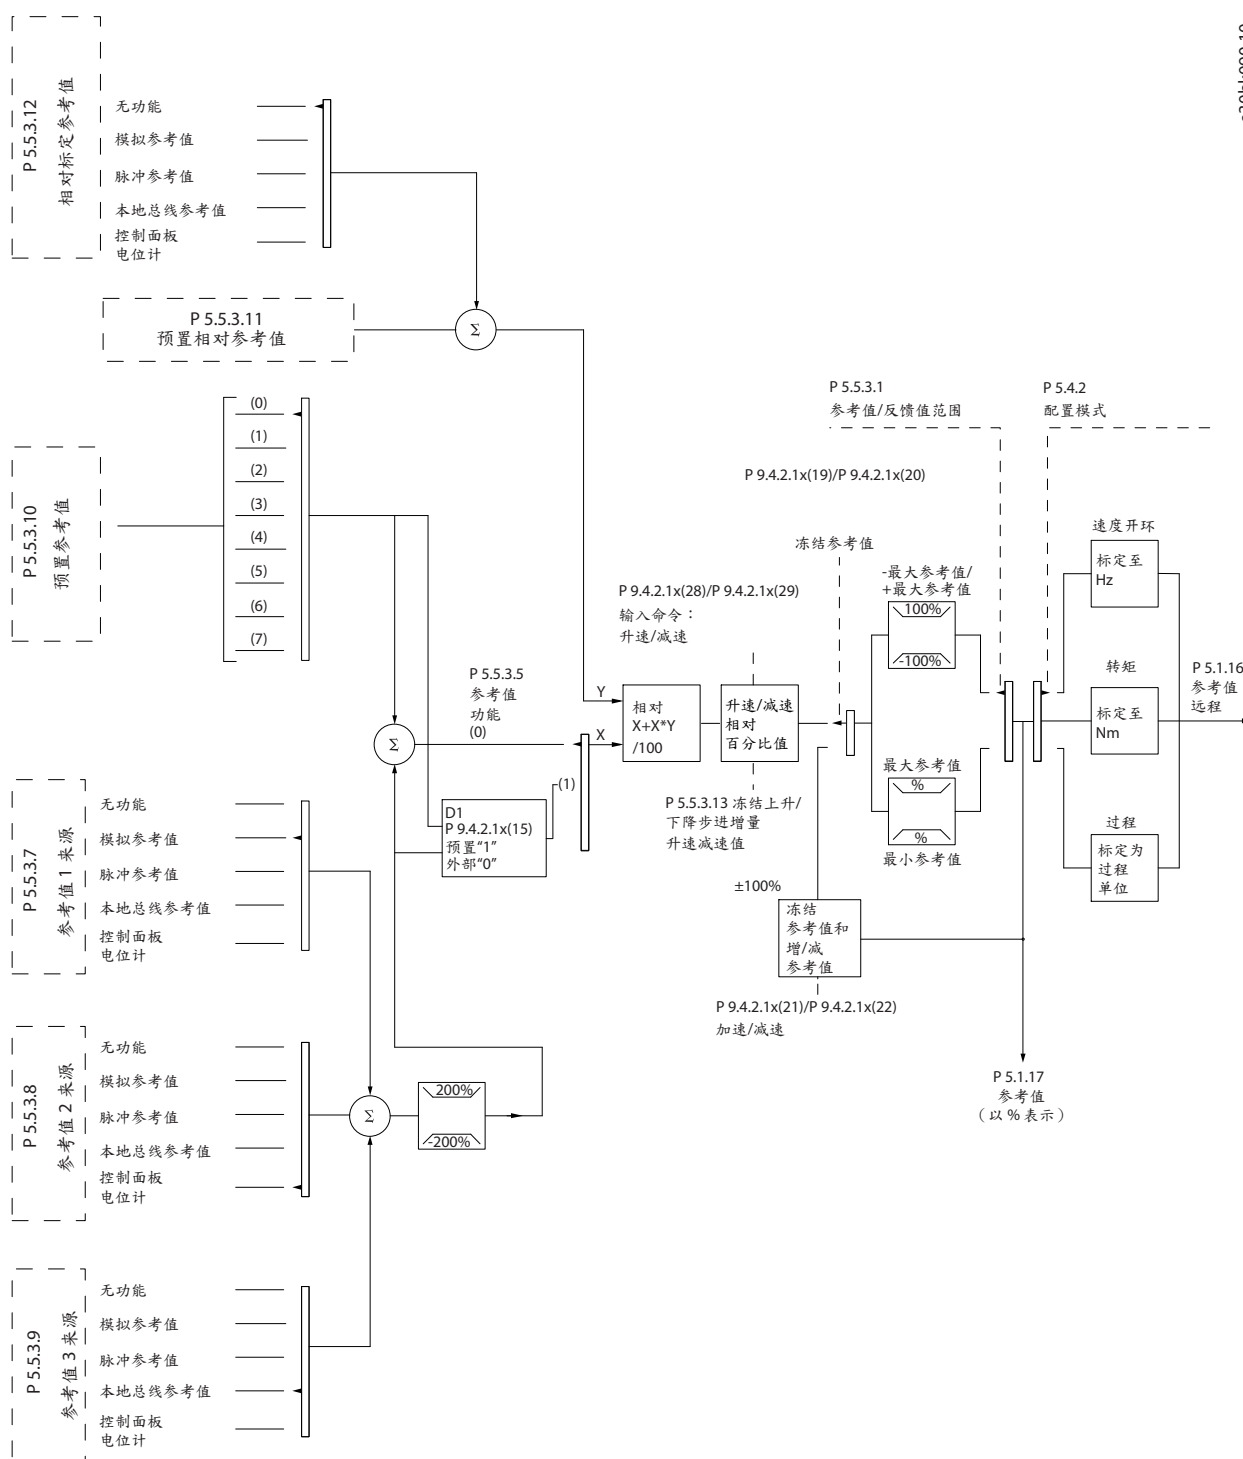 P 5.5.3.12
相对标定参考值
无功能
模拟参考值
脉冲参考值
本地总线参考值
控制面板
电位计
P 5.5.3.11
预置相对参考值
Σ
P 5.5.3.10
预置参考值
(0)
(1)
(2)
(3)
(4)
(5)
(6)
(7)
P 5.5.3.1
参考值/反馈值范围
P 5.4.2
配置模式
P 9.4.2.1x(19)/P 9.4.2.1x(20)
冻结参考值
-最大参考值/
+最大参考值
100%
-100%
速度开环
标定至
Hz
P 9.4.2.1x(28)/P 9.4.2.1x(29)
输入命令：
升速/减速
P 5.5.3.5
参考值
功能
(0)
Y
X
相对
X+X*Y
/100
升速/减速
相对
百分比值
转矩
标定至
Nm
P 5.1.16
参考值
远程
Σ
(1)
D1
P 9.4.2.1x(15)
预置“1”
外部“0”
P 5.5.3.13 冻结上升/
下降步进增量
升速减速值
最大参考值
%
%
最小参考值
过程
标定为
过程
单位
±100%
冻结
参考值和
增/减
参考值
P 9.4.2.1x(21)/P 9.4.2.1x(22)
加速/减速
P 5.1.17
参考值
（以 % 表示）
P 5.5.3.7
参考值 1 来源
无功能
模拟参考值
脉冲参考值
本地总线参考值
控制面板
电位计
P 5.5.3.8
参考值 2 来源
无功能
模拟参考值
脉冲参考值
本地总线参考值
控制面板
电位计
Σ
200%
-200%
P 5.5.3.9
参考值 3 来源
无功能
模拟参考值
脉冲参考值
本地总线参考值
控制面板
电位计